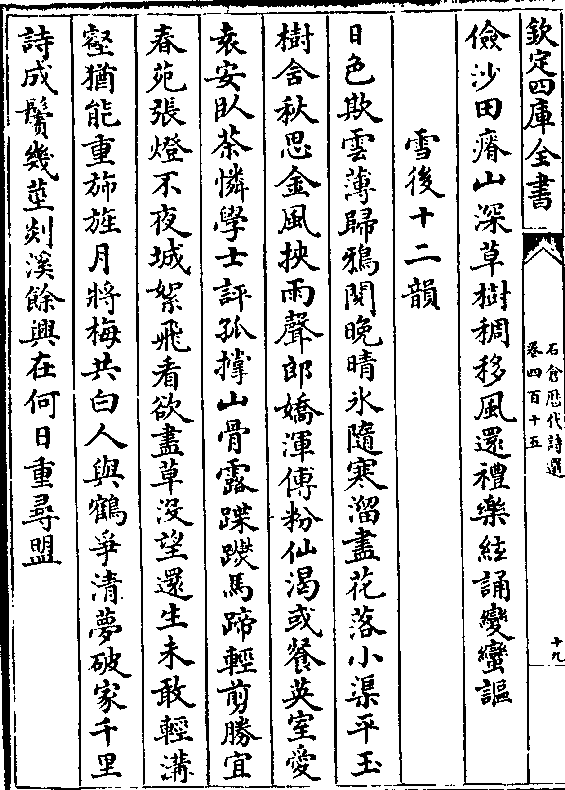 欽定四庫全書
石倉歷代詩選
卷四百十五
十九
儉沙田瘠山深草樹稠移風還禮樂絃誦變蠻謳
雪後十二韻
日色欺雲薄歸鴉閱晚晴氷隨寒溜盡花落小渠平玉
樹含秋思金風挾雨聲郎嬌渾傅粉仙渴或餐英室愛
袁安臥茶憐學士評孤撐山骨露蹀躞馬蹄輕剪勝宜
春苑張燈不夜城絮飛看欲盡草沒望還生未敢輕溝
壑猶能重斾旌月將梅共白人與鶴爭清夢破家千里
詩成鬢幾莖剡溪餘興在何日重尋盟